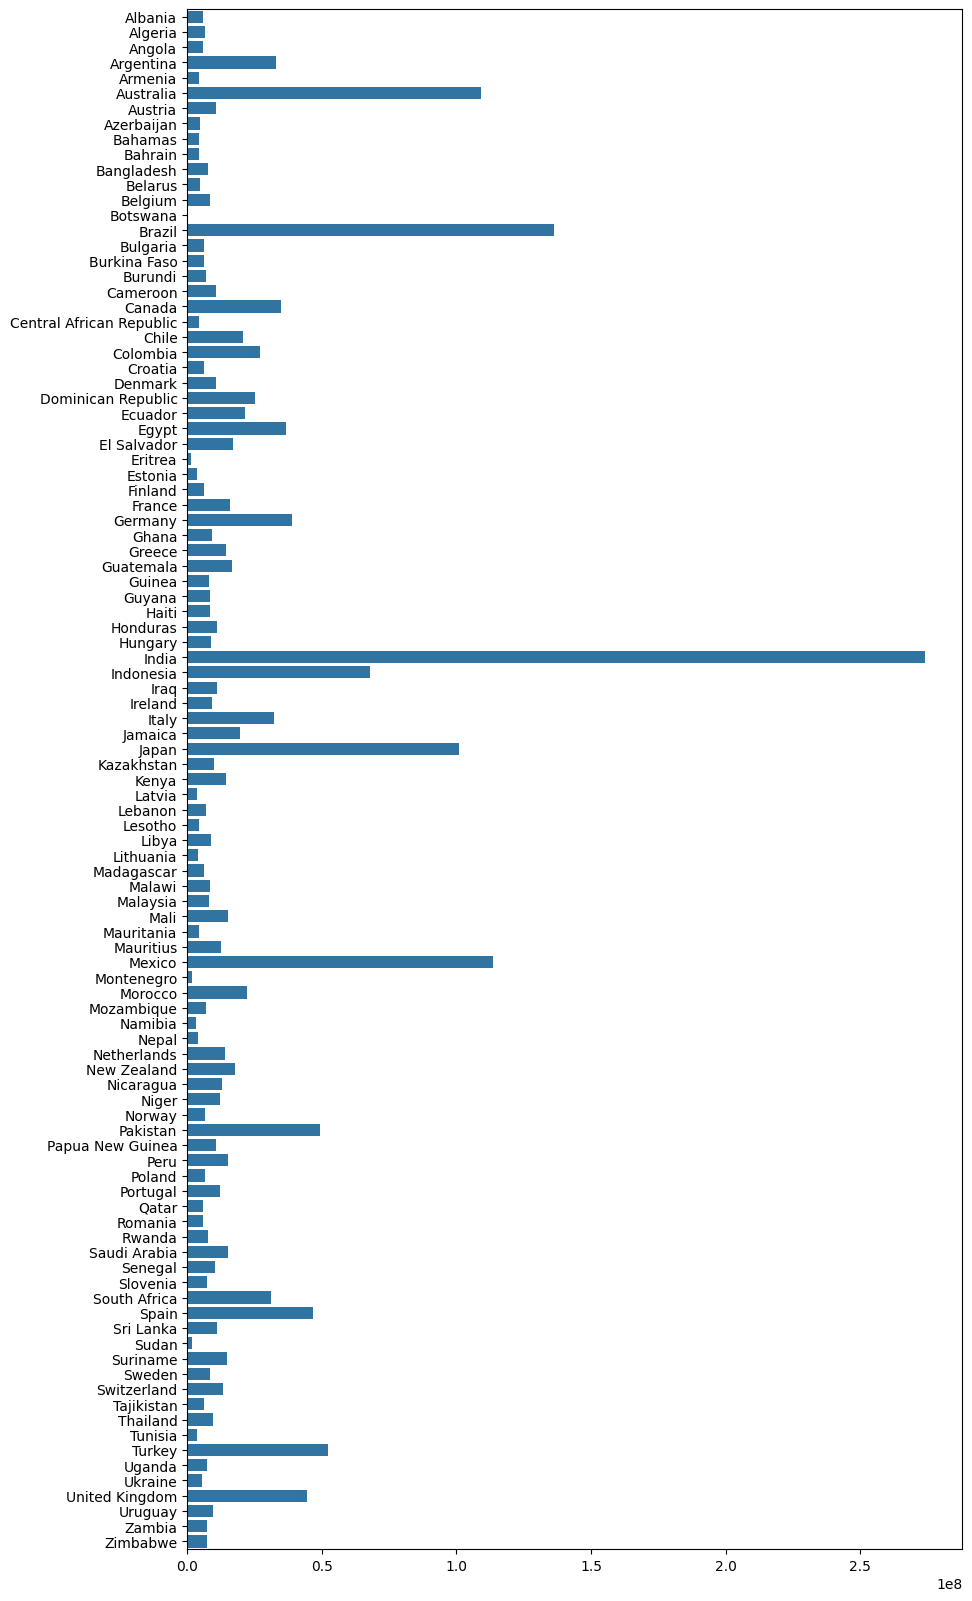 Albania
Algeria
Angola
Argentina
Armenia
Australia
Austria
Azerbaijan
Bahamas
Bahrain
Bangladesh
Belarus
Belgium
Botswana
Brazil
Bulgaria
Burkina Faso
Burundi
Cameroon
Canada
Central African Republic
Chile
Colombia
Croatia
Denmark
Dominican Republic
Ecuador
Egypt
El Salvador
Eritrea
Estonia
Finland
France
Germany
Ghana
Greece
Guatemala
Guinea
Guyana
Haiti
Honduras
Hungary
India
Indonesia
Iraq
Ireland
Italy
Jamaica
Japan
Kazakhstan
Kenya
Latvia
Lebanon
Lesotho
Libya
Lithuania
Madagascar
Malawi
Malaysia
Mali
Mauritania
Mauritius
Mexico
Montenegro
Morocco
Mozambique
Namibia
Nepal
Netherlands
New Zealand
Nicaragua
Niger
Norway
Pakistan
Papua New Guinea
Peru
Poland
Portugal
Qatar
Romania
Rwanda
Saudi Arabia
Senegal
Slovenia
South Africa
Spain
Sri Lanka
Sudan
Suriname
Sweden
Switzerland
Tajikistan
Thailand
Tunisia
Turkey
Uganda
Ukraine
United Kingdom
Uruguay
Zambia
Zimbabwe
0.0 0.5 1.0 1.5 2.0 2.5
1e8